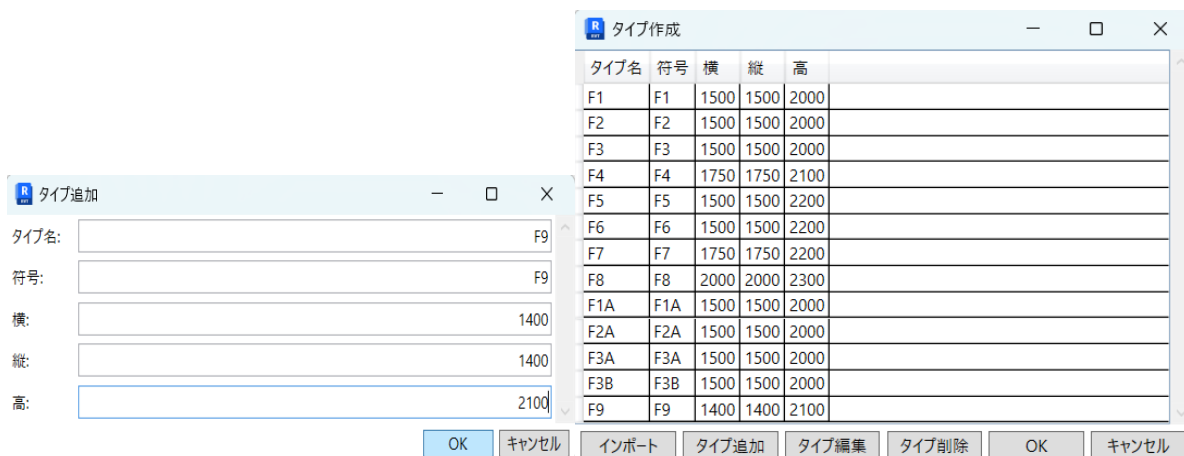 タイプ追加
タイプ名: F9
符号: F9
横: 1400
縦: 1400
高: 2100
OK キャンセル
タイプ作成
タイプ名 符号 横 縦 高
F1 F1 1500 1500 2000
F2 F2 1500 1500 2000
F3 F3 1500 1500 2000
F4 F4 1750 1750 2100
F5 F5 1500 1500 2200
F6 F6 1500 1500 2200
F7 F7 1750 1750 2200
F8 F8 2000 2000 2300
F1A F1A 1500 1500 2000
F2A F2A 1500 1500 2000
F3A F3A 1500 1500 2000
F3B F3B 1500 1500 2000
F9 F9 1400 1400 2100
インポート タイプ追加 タイプ編集 タイプ削除 OK キャンセル